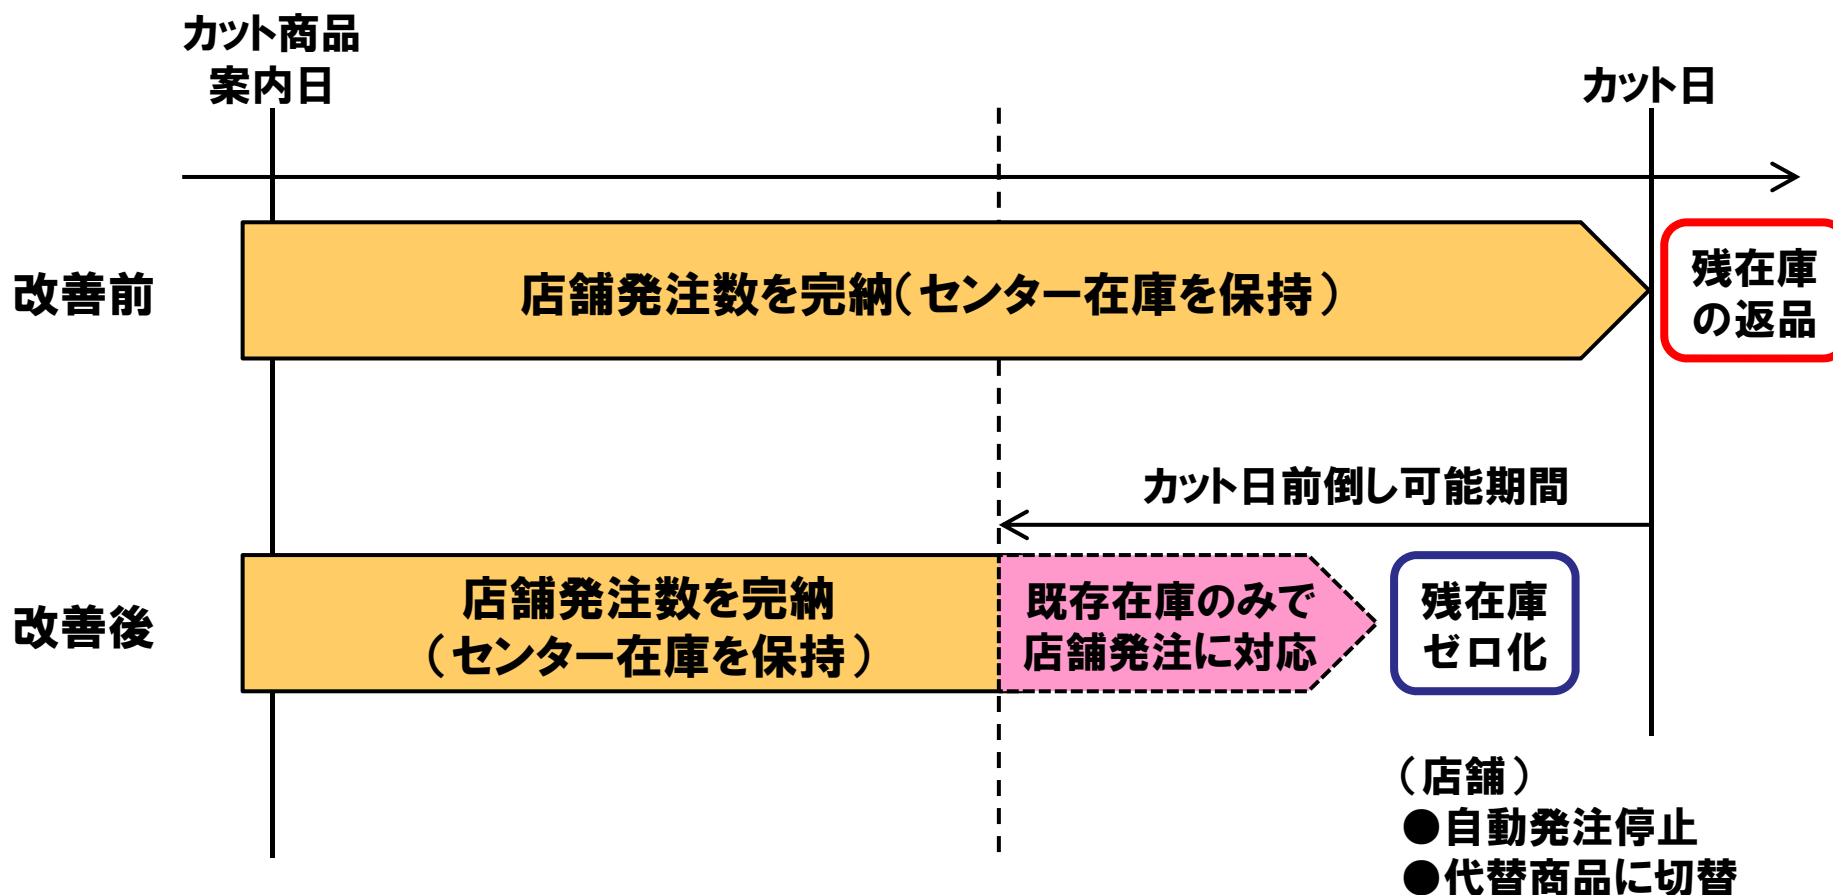 カット商品
案内日
カット日
改善前
店舗発注数を完納（センター在庫を保持）
残在庫
の返品
カット日前倒し可能期間
改善後
店舗発注数を完納
（センター在庫を保持）
既存在庫のみで
店舗発注に対応
残在庫
ゼロ化
（店舗）
●自動発注停止
●代替商品に切替